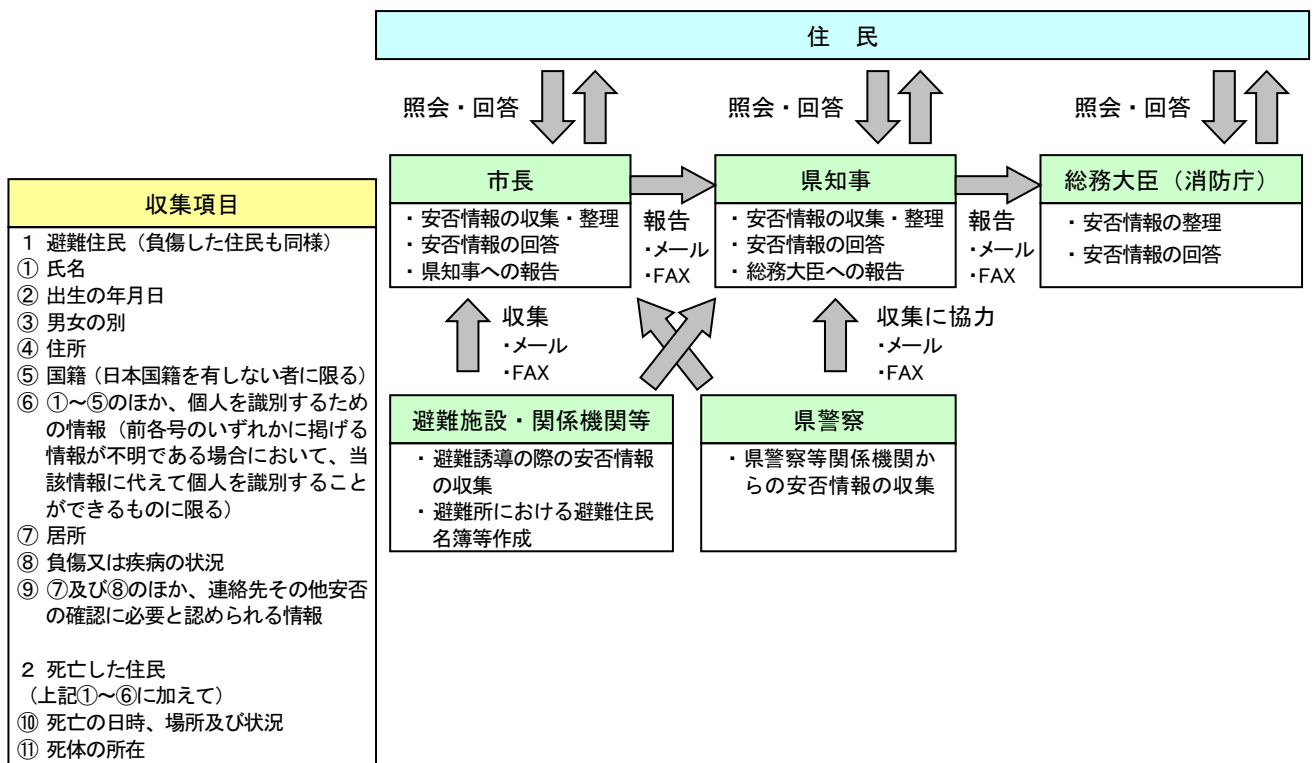 住　民
照会・回答
照会・回答
照会・回答
市長
・安否情報の収集・整理
・安否情報の回答
・県知事への報告
報告
・メール
・FAX
県知事
・安否情報の収集・整理
・安否情報の回答
・総務大臣への報告
報告
・メール
・FAX
総務大臣（消防庁）
・安否情報の整理
・安否情報の回答
収集
・メール
・FAX
収集に協力
・メール
・FAX
避難施設・関係機関等
・避難誘導の際の安否情報
の収集
・避難所における避難住民
名簿等作成
県警察
・県警察等関係機関か
らの安否情報の収集
収集項目
１ 避難住民（負傷した住民も同様）
① 氏名
② 出生の年月日
③ 男女の別
④ 住所
⑤ 国籍（日本国籍を有しない者に限る）
⑥ ①～⑤のほか、個人を識別するため
の情報（前各号のいずれかに掲げる
情報が不明である場合において、当
該情報に代えて個人を識別すること
ができるものに限る）
⑦ 居所
⑧ 負傷又は疾病の状況
⑨ ⑦及び⑧のほか、連絡先その他安否
の確認に必要と認められる情報
２ 死亡した住民
（上記①～⑥に加えて）
⑩ 死亡の日時、場所及び状況
⑪ 死体の所在